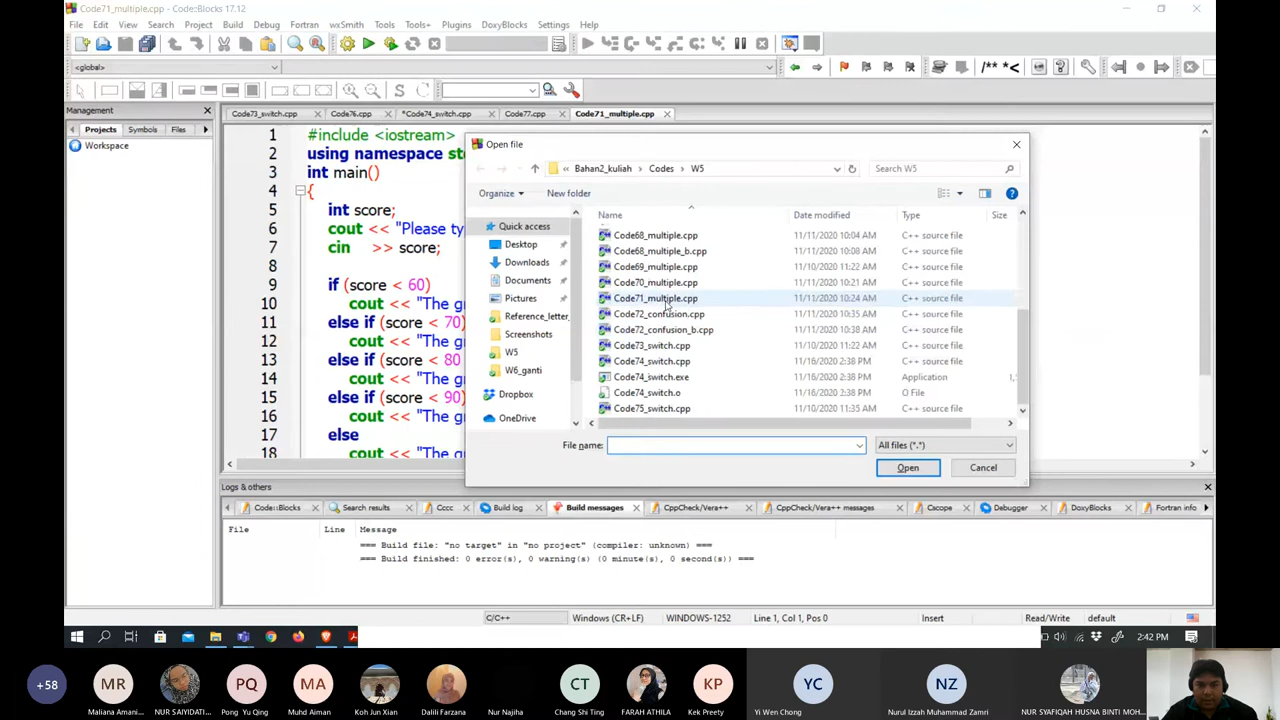 Code71_multiple.cpp - Code::Blocks 17.12
File Edit View Search Project Build Debug Fortran wxSmith Tools Tools+ Plugins DoxyBlocks Settings Help
<global>
/** *<
S C
Management
Projects Symbols Files
Workspace
Code73_switch.cpp Code76.cpp *Code74_switch.cpp Code77.cpp Code71_multiple.cpp
1 #include <iostream>
2 using namespace st
3 int main()
4 {
5 int score;
6 cout << "Please ty
7 cin >> score;
8
9 if (score < 60)
10 cout << "The gr
11 else if (score < 70)
12 cout << "The gr
13 else if (score < 80
14 cout << "The gr
15 else if (score < 90)
16 cout << "The gr
17 else
18 cout << "The gr
Open file
Bahan2_kuliah Codes W5
Search W5
Organize New folder
Quick access
Desktop
Downloads
Documents
Pictures
Reference_letter_
Screenshots
W5
W6_ganti
Dropbox
OneDrive
Name Date modified Type Size
Code68_multiple.cpp 11/11/2020 10:04 AM C++ source file
Code68_multiple_b.cpp 11/11/2020 10:08 AM C++ source file
Code69_multiple.cpp 11/10/2020 11:22 AM C++ source file
Code70_multiple.cpp 11/11/2020 10:21 AM C++ source file
Code71_multiple.cpp 11/11/2020 10:24 AM C++ source file
Code72_confusion.cpp 11/11/2020 10:35 AM C++ source file
Code72_confusion_b.cpp 11/11/2020 10:38 AM C++ source file
Code73_switch.cpp 11/10/2020 11:22 AM C++ source file
Code74_switch.cpp 11/16/2020 2:38 PM C++ source file
Code74_switch.exe 11/16/2020 2:38 PM Application 1,
Code74_switch.o 11/16/2020 2:38 PM O File
Code75_switch.cpp 11/10/2020 11:35 AM C++ source file
File name: All files (*.*)
Open Cancel
Logs & others
Code::Blocks Search results Cccc Build log Build messages CppCheck/Vera++ CppCheck/Vera++ messages Cscope Debugger DoxyBlocks Fortran info
File Line Message
=== Build file: "no target" in "no project" (compiler: unknown) ===
=== Build finished: 0 error(s), 0 warning(s) (0 minute(s), 0 second(s)) ===
C/C++ Windows (CR+LF) WINDOWS-1252 Line 1, Col 1, Pos 0 Insert Read/Write default
2:42 PM
+58 MR PQ MA CT KP YC NZ
Maliana Amani... NUR SAIYIDATI... Pong Yu Qing Muhd Aiman Koh Jun Xian Dalili Farzana Nur Najiha Chang Shi Ting FARAH ATHILA Kek Preety Yi Wen Chong Nurul Izzah Muhammad Zamri NUR SYAFIQAH HUSNA BINTI MOH...